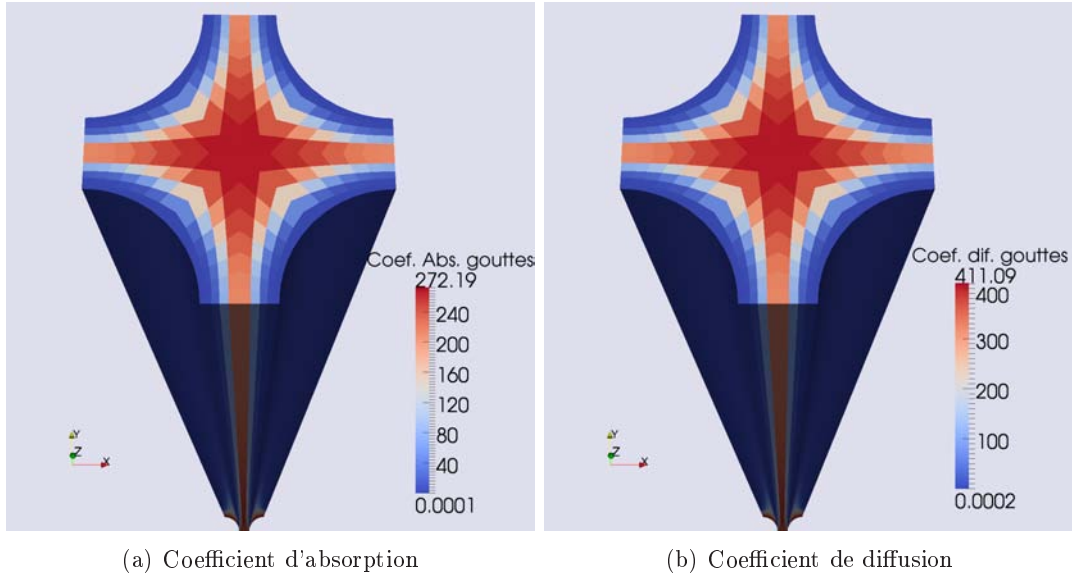 Coef. Abs. gouttes
272.19
240
200
160
120
80
40
0.0001
Y
Z
X
(a) Coefficient d'absorption
Coef. dif. gouttes
411.09
400
300
200
100
0.0002
Y
Z
X
(b) Coefficient de diffusion